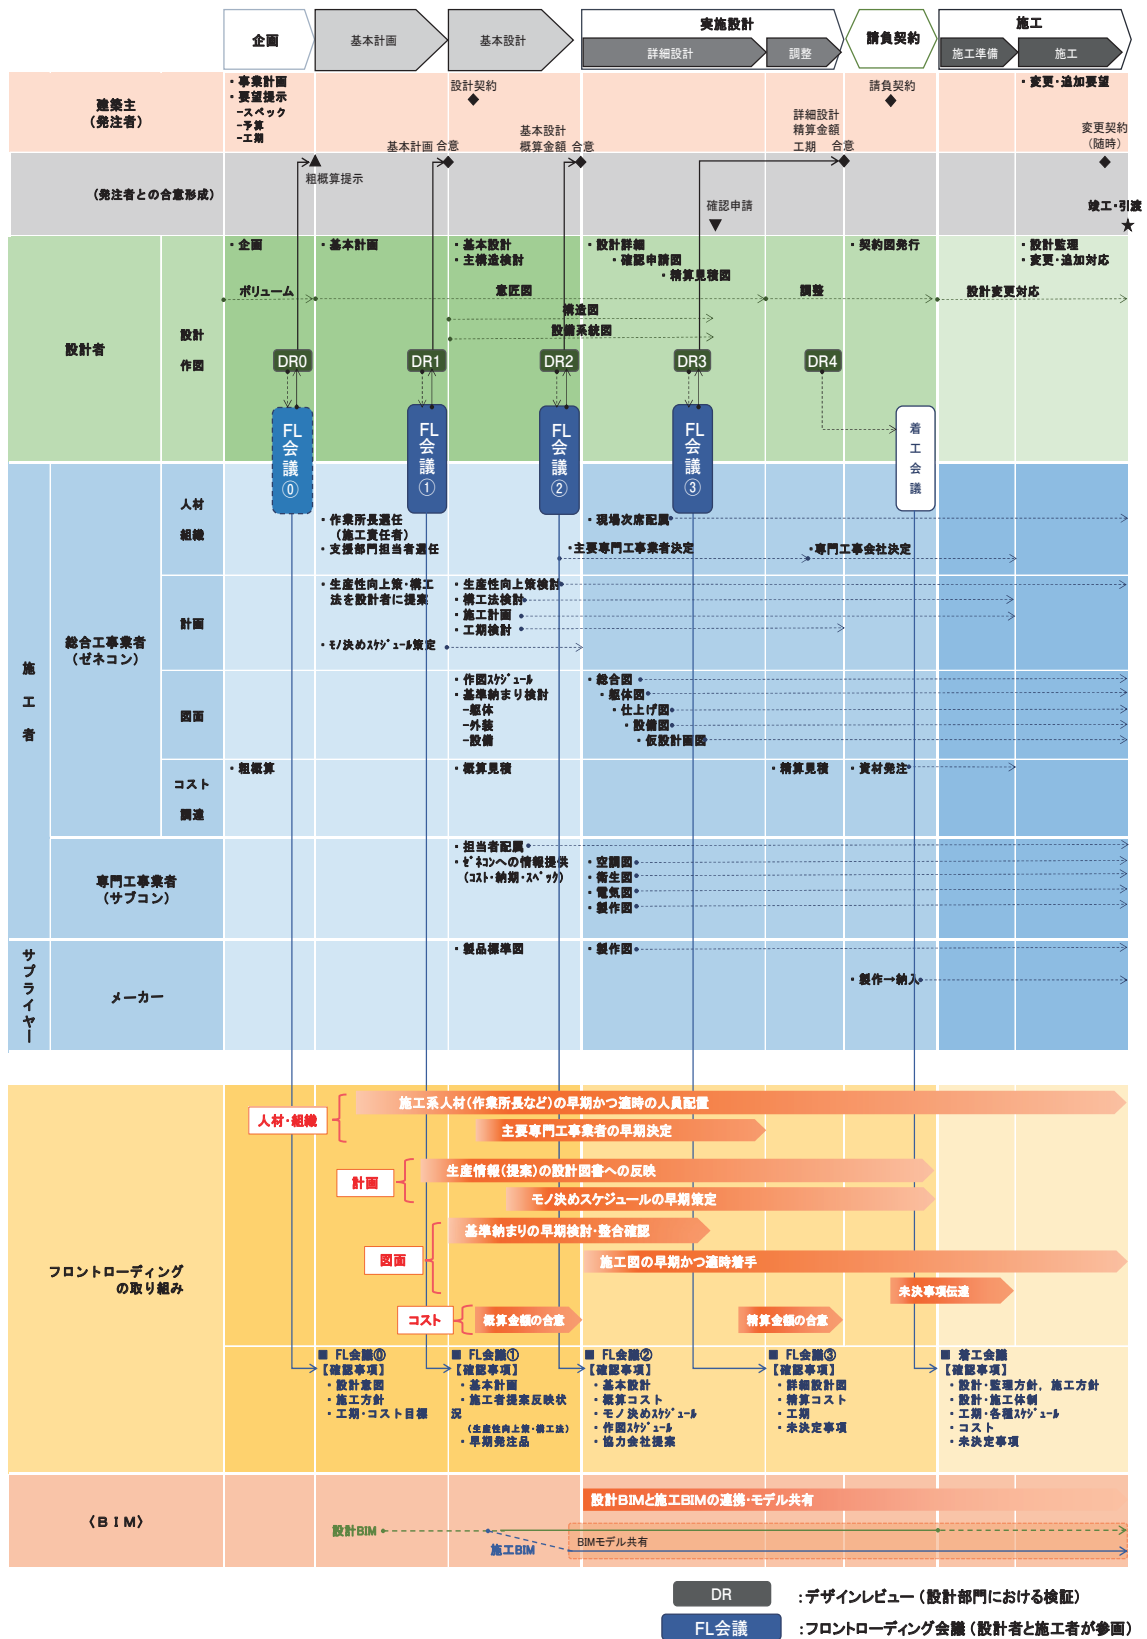 企画
基本計画
基本設計
実施設計
詳細設計
調整
請負契約
施工
施工準備
施工
建築主
(発注者)
・事業計画
・要望提示
-スペック
-予算
-工期
設計契約
◆
基本設計
概算金額 合意
基本計画 合意
請負契約
◆
詳細設計
精算金額
工期 合意
・変更・追加要望
変更契約
(随時)
(発注者との合意形成)
粗概算提示
確認申請
▼
竣工・引渡
★
設計者
設計
作図
・企画
・基本計画
・基本設計
・主構造検討
・設計詳細
・確認申請図
・精算見積図
・契約図発行
・設計監理
・変更・追加対応
ボリューム
意匠図
調整
設計変更対応
構造図
設備系統図
DR0
DR1
DR2
DR3
DR4
FL会議⓪
FL会議①
FL会議②
FL会議③
着工会議
施工者
総合工事業者
(ゼネコン)
人材
組織
・作業所長選任
(施工責任者)
・支援部門担当者選任
・現場次席配属
・主要専門工事業者決定
・専門工事会社決定
計画
・生産性向上策・構工
法を設計者に提案
・モノ決めスケジュール策定
・生産性向上策検討
・構工法検討
・施工計画
・工期検討
図面
・作図スケジュール
・基準納まり検討
-躯体
-外装
-設備
・総合図
・躯体図
・仕上げ図
・設備図
・仮設計画図
コスト
調達
・粗概算
・概算見積
・精算見積
・資材発注
専門工事業者
(サブコン)
・担当者配属
・ゼネコンへの情報提供
(コスト・納期・スペック)
・空調図
・衛生図
・電気図
・製作図
サプライヤー
メーカー
・製品標準図
・製作図
・製作→納入
フロントローディング
の取り組み
人材・組織
施工系人材(作業所長など)の早期かつ適時の人員配置
主要専門工事業者の早期決定
計画
生産情報(提案)の設計図書への反映
モノ決めスケジュールの早期策定
図面
基準納まりの早期検討・整合確認
施工図の早期かつ適時着手
未決事項伝達
コスト
概算金額の合意
精算金額の合意
■ FL会議⓪
【確認事項】
・設計意図
・施工方針
・工期・コスト目標
■ FL会議①
【確認事項】
・基本計画
・施工者提案反映状
況
(生産性向上策・構工法)
・早期発注品
■ FL会議②
【確認事項】
・基本設計
・概算コスト
・モノ決めスケジュール
・作図スケジュール
・協力会社提案
■ FL会議③
【確認事項】
・詳細設計図
・精算コスト
・工期
・未決定事項
■ 着工会議
【確認事項】
・設計・監理方針，施工方針
・設計・施工体制
・工期・各種スケジュール
・コスト
・未決定事項
〈BIM〉
設計BIMと施工BIMの連携・モデル共有
設計BIM
施工BIM
BIMモデル共有
DR
：デザインレビュー(設計部門における検証)
FL会議
：フロントローディング会議(設計者と施工者が参画)